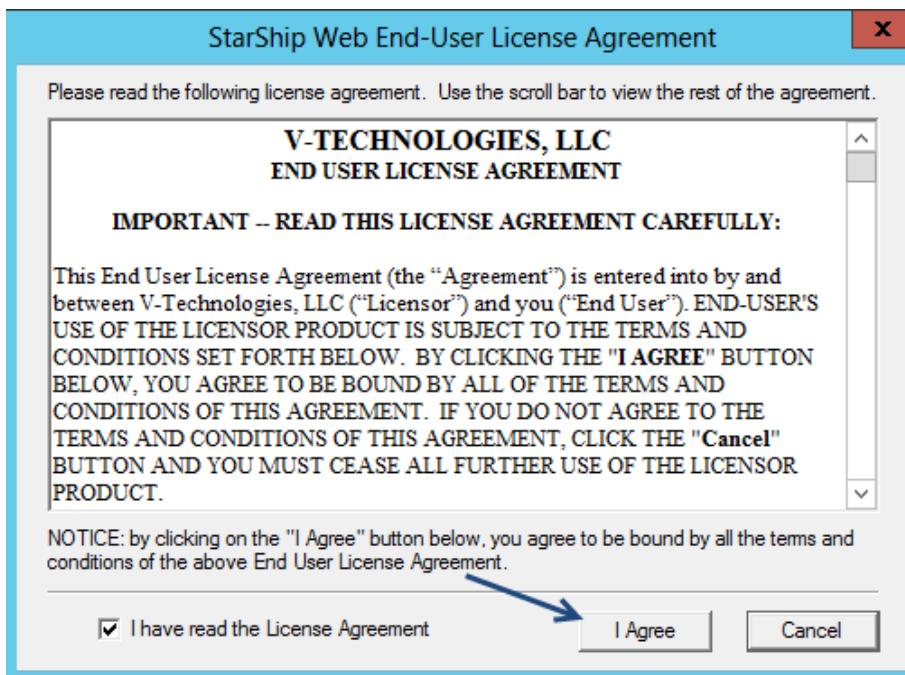 StarShip Web End-User License Agreement
x
Please read the following license agreement. Use the scroll bar to view the rest of the agreement.
V-TECHNOLOGIES, LLC
END USER LICENSE AGREEMENT
IMPORTANT -- READ THIS LICENSE AGREEMENT CAREFULLY:
This End User License Agreement (the “Agreement”) is entered into by and
between V-Technologies, LLC (“Licensor”) and you (“End User”). END-USER'S
USE OF THE LICENSOR PRODUCT IS SUBJECT TO THE TERMS AND
CONDITIONS SET FORTH BELOW. BY CLICKING THE "I AGREE" BUTTON
BELOW, YOU AGREE TO BE BOUND BY ALL OF THE TERMS AND
CONDITIONS OF THIS AGREEMENT. IF YOU DO NOT AGREE TO THE
TERMS AND CONDITIONS OF THIS AGREEMENT, CLICK THE "Cancel"
BUTTON AND YOU MUST CEASE ALL FURTHER USE OF THE LICENSOR
PRODUCT.
NOTICE: by clicking on the "I Agree" button below, you agree to be bound by all the terms and
conditions of the above End User License Agreement.
I have read the License Agreement
I Agree
Cancel